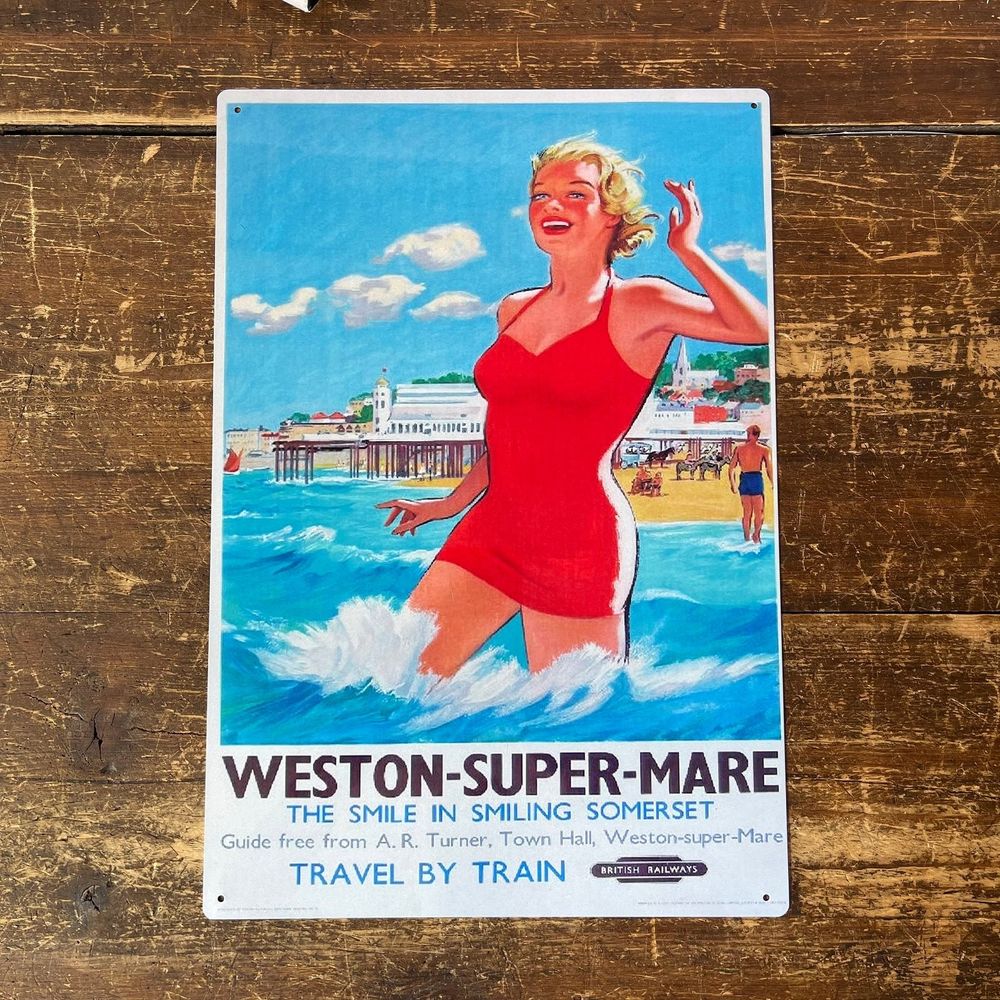 WESTON-SUPER-MARE
THE SMILE IN SMILING SOMERSET
Guide free from A. R. Turner, Town Hall, Weston-super-Mare
TRAVEL BY TRAIN
BRITISH RAILWAYS